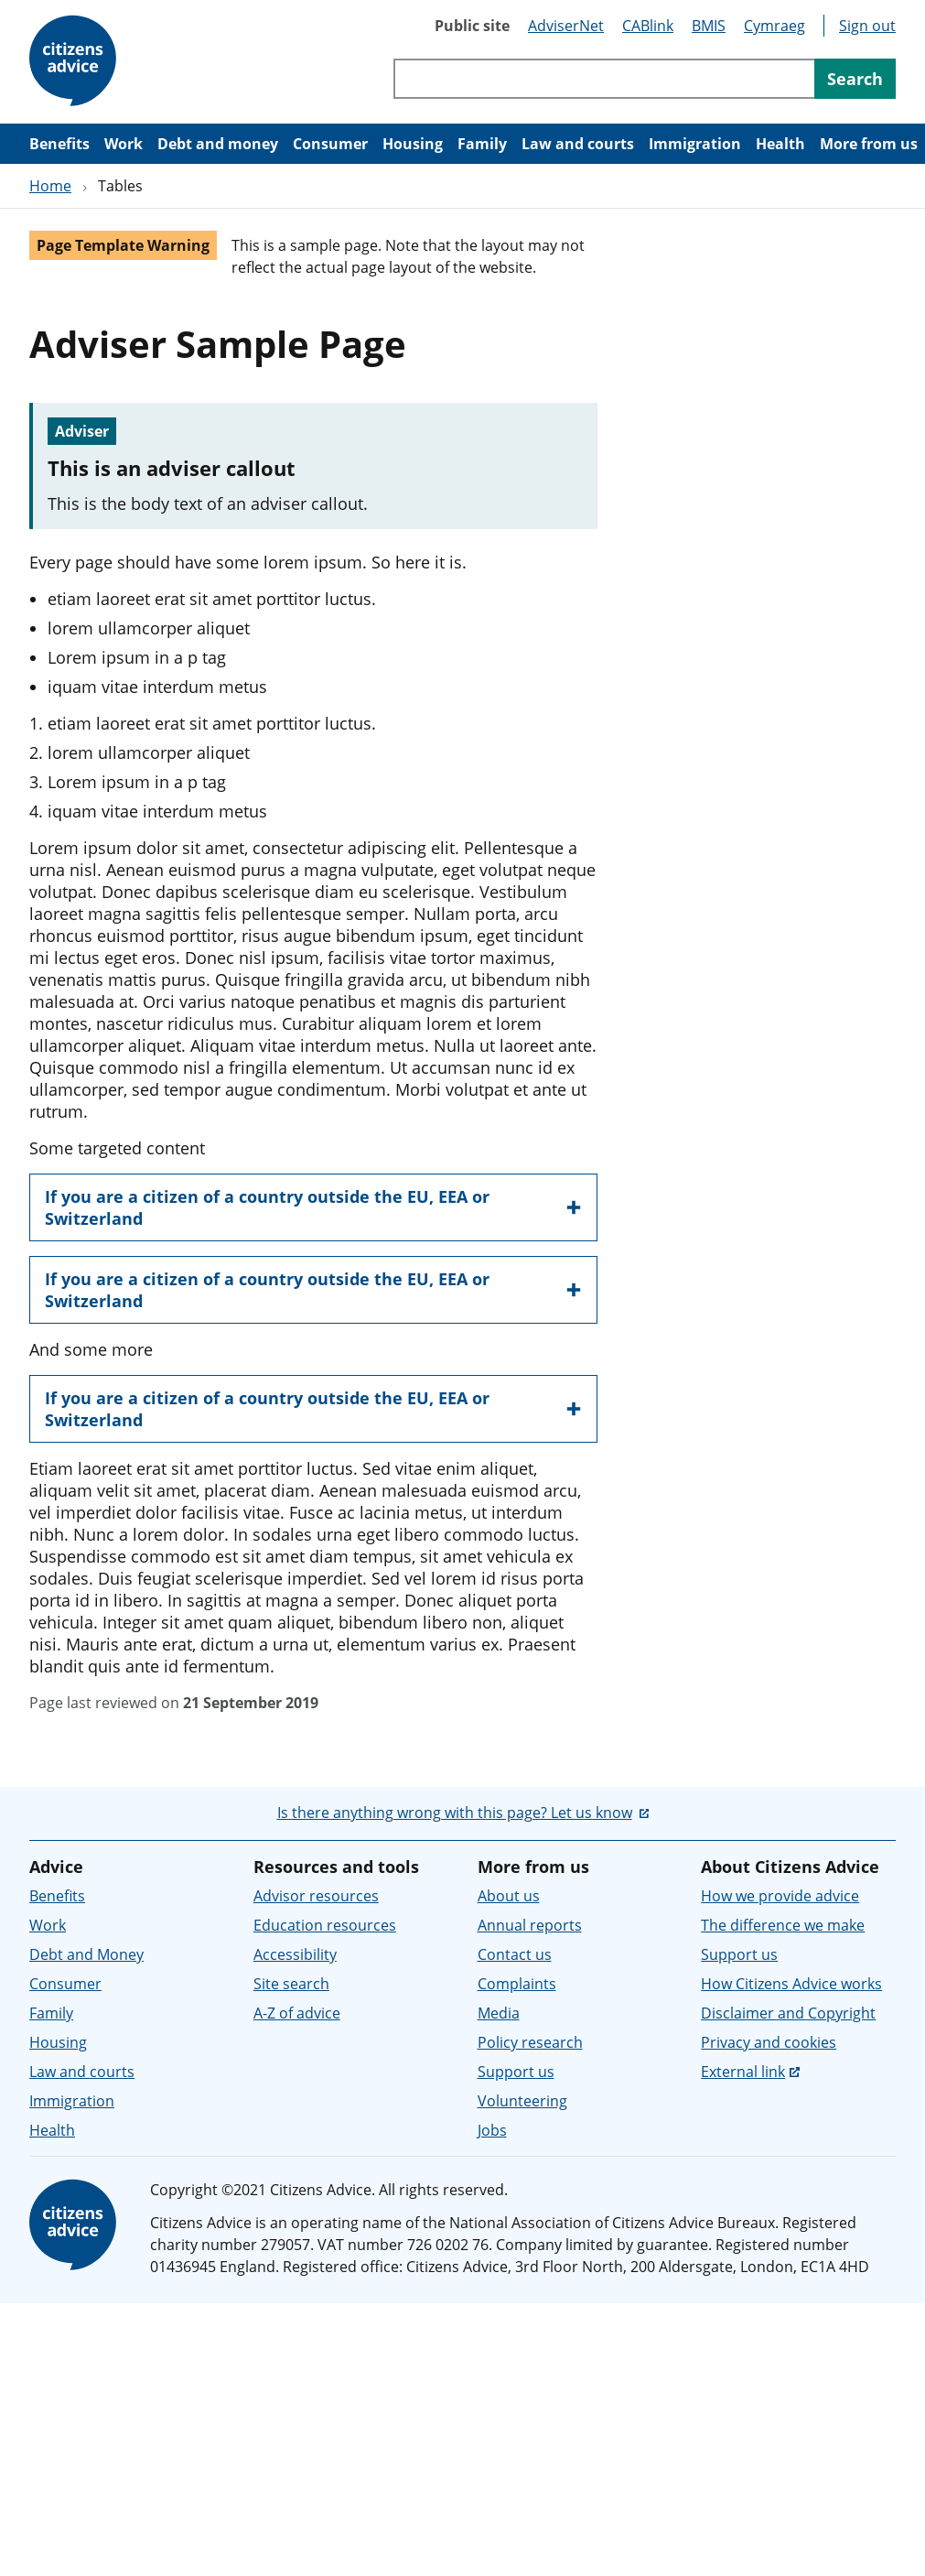 citizens
advice
Public site AdviserNet CABlink BMIS Cymraeg Sign out
Search
Benefits Work Debt and money Consumer Housing Family Law and courts Immigration Health More from us
Home › Tables
Page Template Warning This is a sample page. Note that the layout may not
reflect the actual page layout of the website.
Adviser Sample Page
Adviser
This is an adviser callout
This is the body text of an adviser callout.
Every page should have some lorem ipsum. So here it is.
• etiam laoreet erat sit amet porttitor luctus.
• lorem ullamcorper aliquet
• Lorem ipsum in a p tag
• iquam vitae interdum metus
1. etiam laoreet erat sit amet porttitor luctus.
2. lorem ullamcorper aliquet
3. Lorem ipsum in a p tag
4. iquam vitae interdum metus
Lorem ipsum dolor sit amet, consectetur adipiscing elit. Pellentesque a
urna nisl. Aenean euismod purus a magna vulputate, eget volutpat neque
volutpat. Donec dapibus scelerisque diam eu scelerisque. Vestibulum
laoreet magna sagittis felis pellentesque semper. Nullam porta, arcu
rhoncus euismod porttitor, risus augue bibendum ipsum, eget tincidunt
mi lectus eget eros. Donec nisl ipsum, facilisis vitae tortor maximus,
venenatis mattis purus. Quisque fringilla gravida arcu, ut bibendum nibh
malesuada at. Orci varius natoque penatibus et magnis dis parturient
montes, nascetur ridiculus mus. Curabitur aliquam lorem et lorem
ullamcorper aliquet. Aliquam vitae interdum metus. Nulla ut laoreet ante.
Quisque commodo nisl a fringilla elementum. Ut accumsan nunc id ex
ullamcorper, sed tempor augue condimentum. Morbi volutpat et ante ut
rutrum.
Some targeted content
If you are a citizen of a country outside the EU, EEA or
Switzerland
If you are a citizen of a country outside the EU, EEA or
Switzerland
And some more
If you are a citizen of a country outside the EU, EEA or
Switzerland
Etiam laoreet erat sit amet porttitor luctus. Sed vitae enim aliquet,
aliquam velit sit amet, placerat diam. Aenean malesuada euismod arcu,
vel imperdiet dolor facilisis vitae. Fusce ac lacinia metus, ut interdum
nibh. Nunc a lorem dolor. In sodales urna eget libero commodo luctus.
Suspendisse commodo est sit amet diam tempus, sit amet vehicula ex
sodales. Duis feugiat scelerisque imperdiet. Sed vel lorem id risus porta
porta id in libero. In sagittis at magna a semper. Donec aliquet porta
vehicula. Integer sit amet quam aliquet, bibendum libero non, aliquet
nisi. Mauris ante erat, dictum a urna ut, elementum varius ex. Praesent
blandit quis ante id fermentum.
Page last reviewed on 21 September 2019
Is there anything wrong with this page? Let us know
Advice
Benefits
Work
Debt and Money
Consumer
Family
Housing
Law and courts
Immigration
Health
Resources and tools
Advisor resources
Education resources
Accessibility
Site search
A-Z of advice
More from us
About us
Annual reports
Contact us
Complaints
Media
Policy research
Support us
Volunteering
Jobs
About Citizens Advice
How we provide advice
The difference we make
Support us
How Citizens Advice works
Disclaimer and Copyright
Privacy and cookies
External link
citizens
advice
Copyright ©2021 Citizens Advice. All rights reserved.
Citizens Advice is an operating name of the National Association of Citizens Advice Bureaux. Registered
charity number 279057. VAT number 726 0202 76. Company limited by guarantee. Registered number
01436945 England. Registered office: Citizens Advice, 3rd Floor North, 200 Aldersgate, London, EC1A 4HD